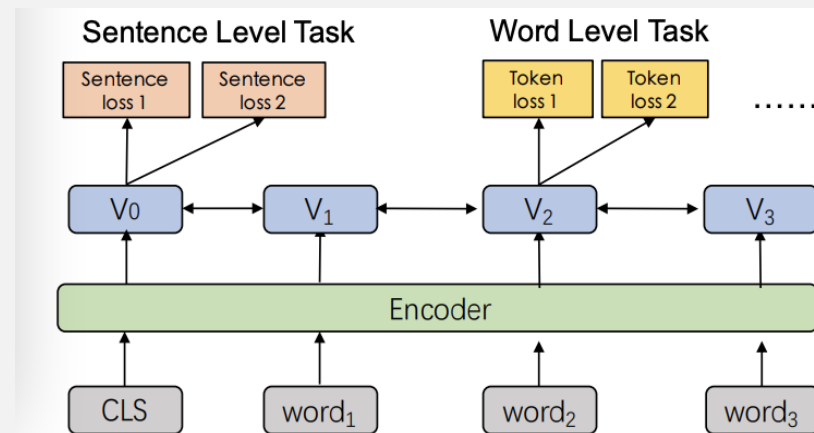 Sentence Level Task
Word Level Task
Sentence
loss 1
Sentence
loss 2
Token
loss 1
Token
loss 2
......
V0
V₁
V₂
V₃
Encoder
CLS
word₁
word₂
word₃